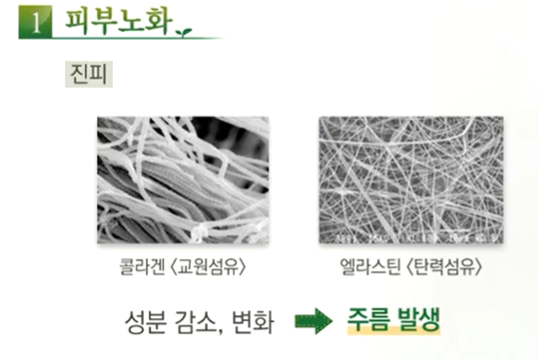 1 피부노화
진피
콜라겐 〈교원섬유〉 엘라스틴 〈탄력섬유〉
성분 감소, 변화 주름 발생